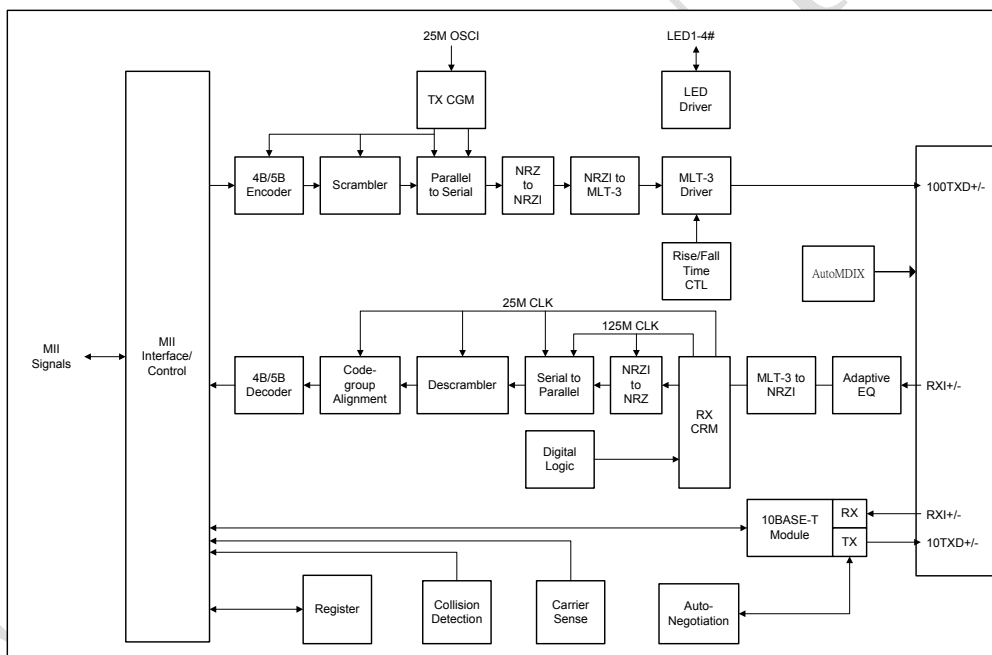 25M OSCI
LED1-4#
TX CGM
LED
Driver
4B/5B
Encoder
Scrambler
Parallel
to Serial
NRZ
to
NRZI
NRZI to
MLT-3
MLT-3
Driver
100TXD+/-
Rise/Fall
Time
CTL
AutoMDIX
25M CLK
125M CLK
MII
Signals
MII
Interface/
Control
4B/5B
Decoder
Code-
group
Alignment
Descrambler
Serial to
Parallel
NRZI
to
NRZ
RX
CRM
MLT-3 to
NRZI
Adaptive
EQ
RXI+/-
Digital
Logic
10BASE-T
Module
RX
TX
RXI+/-
10TXD+/-
Register
Collision
Detection
Carrier
Sense
Auto-
Negotiation